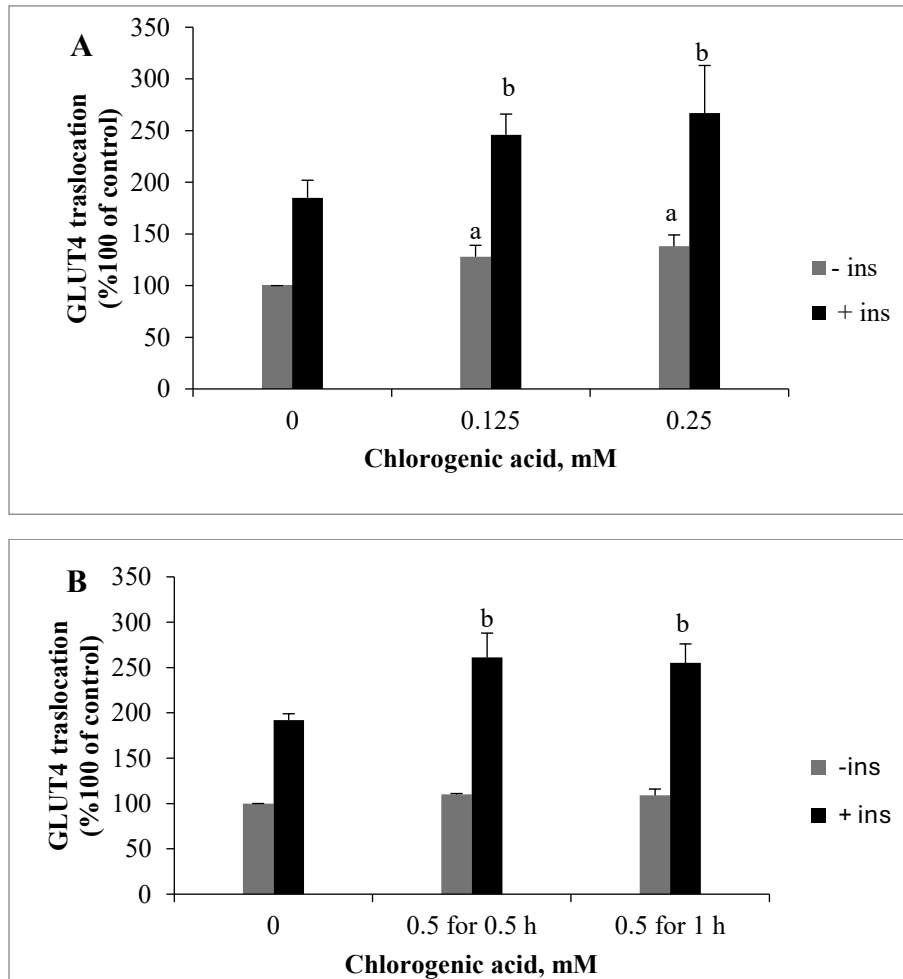 A
350
300
250
200
150
100
50
0
GLUT4 traslocation
(%100 of control)
a
b
a
b
0
0.125
0.25
Chlorogenic acid, mM
- ins
+ ins
B
350
300
250
200
150
100
50
0
GLUT4 traslocation
(%100 of control)
b
b
0
0.5 for 0.5 h
0.5 for 1 h
Chlorogenic acid, mM
-ins
+ ins